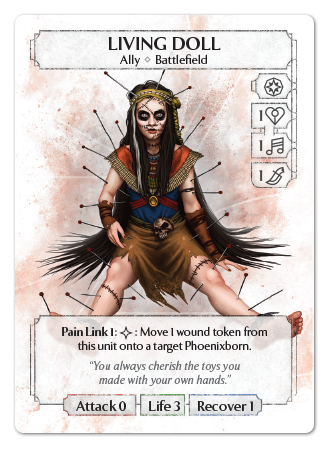 LIVING DOLL
Ally ◇ Battlefield
1
1
1
Pain Link 1: : Move 1 wound token from
this unit onto a target Phoenixborn.
“You always cherish the toys you
made with your own hands.”
Attack 0 Life 3 Recover 1